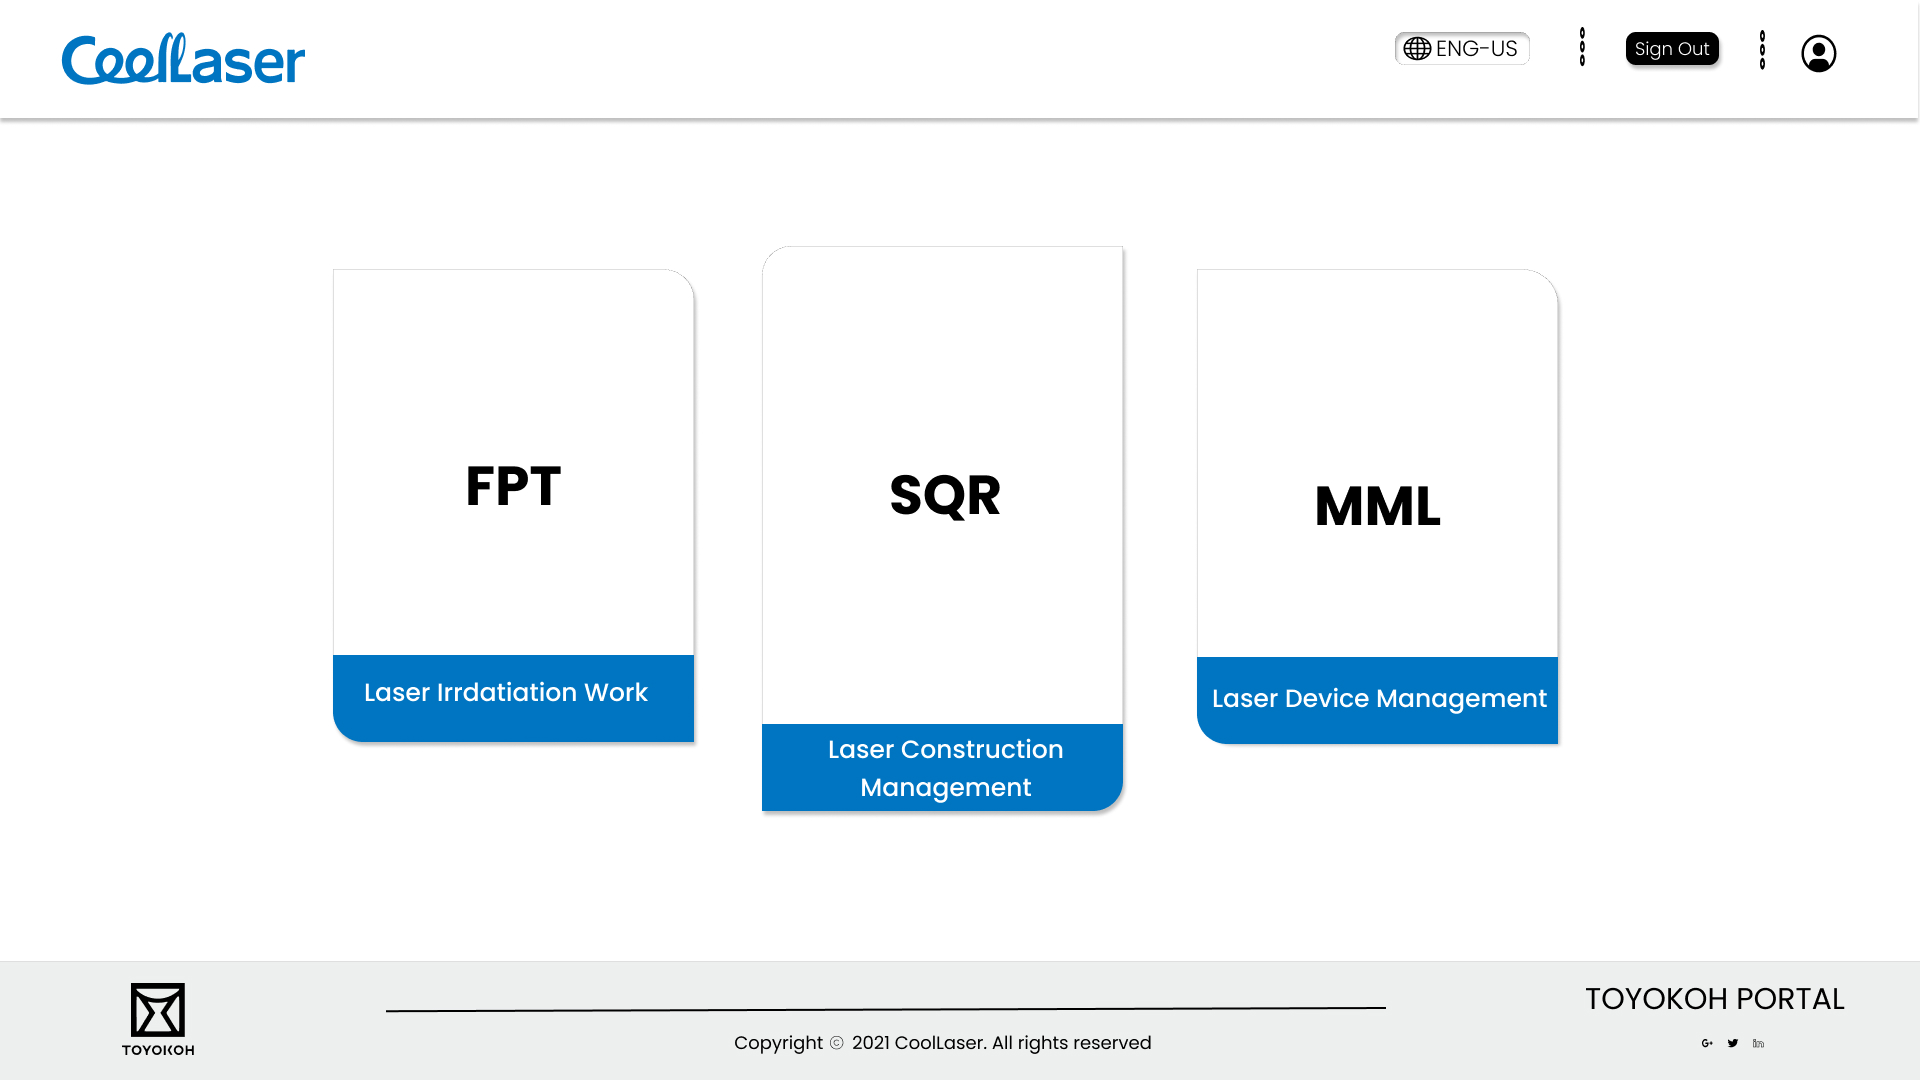 CoolLaser
ENG-US
Sign Out
FPT
SQR
MML
Laser Irrdatiation Work
Laser Device Management
Laser Construction
Management
TOYOKOH
Copyright © 2021 CoolLaser. All rights reserved
TOYOKOH PORTAL
G+
in